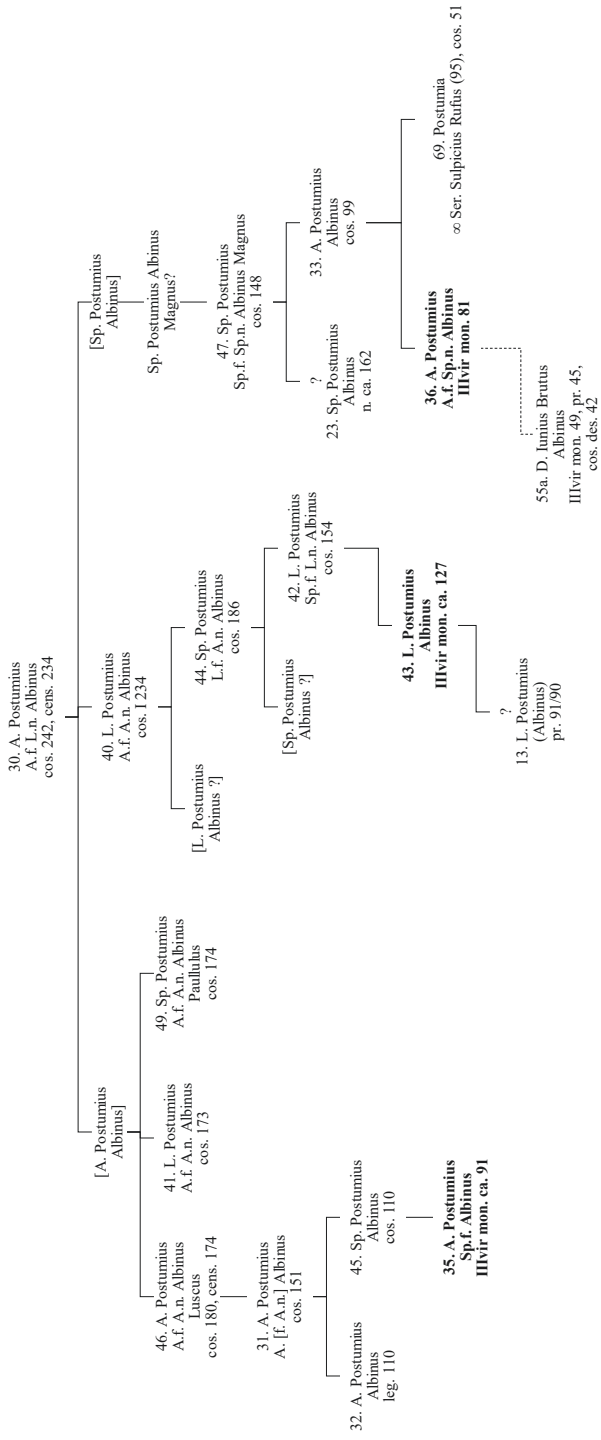 30. A. Postumius
A.f. L.n. Albinus
cos. 242, cens. 234
[A. Postumius
Albinus]
40. L. Postumius
A.f. A.n. Albinus
cos. I 234
[Sp. Postumius
Albinus]
46. A. Postumius
A.f. A.n. Albinus
Luscus
cos. 180, cens. 174
41. L. Postumius
A.f. A.n. Albinus
cos. 173
49. Sp. Postumius
A.f. A.n. Albinus
Paullulus
cos. 174
[L. Postumius
Albinus ?]
44. Sp. Postumius
L.f. A.n. Albinus
cos. 186
Sp. Postumius Albinus
Magnus?
31. A. Postumius
A. [f. A.n.] Albinus
cos. 151
[Sp. Postumius
Albinus ?]
42. L. Postumius
Sp.f. L.n. Albinus
cos. 154
47. Sp. Postumius
Sp.f. Sp.n. Albinus Magnus
cos. 148
32. A. Postumius
Albinus
leg. 110
45. Sp. Postumius
Albinus
cos. 110
?
23. Sp. Postumius
Albinus
n. ca. 162
33. A. Postumius
Albinus
cos. 99
35. A. Postumius
Sp.f. Albinus
IIIvir mon. ca. 91
43. L. Postumius
Albinus
IIIvir mon. ca. 127
36. A. Postumius
A.f. Sp.n. Albinus
IIIvir mon. 81
69. Postumia
∞ Ser. Sulpicius Rufus (95), cos. 51
?
13. L. Postumius
(Albinus)
pr. 91/90
55a. D. Iunius Brutus
Albinus
IIIvir mon. 49, pr. 45,
cos. des. 42